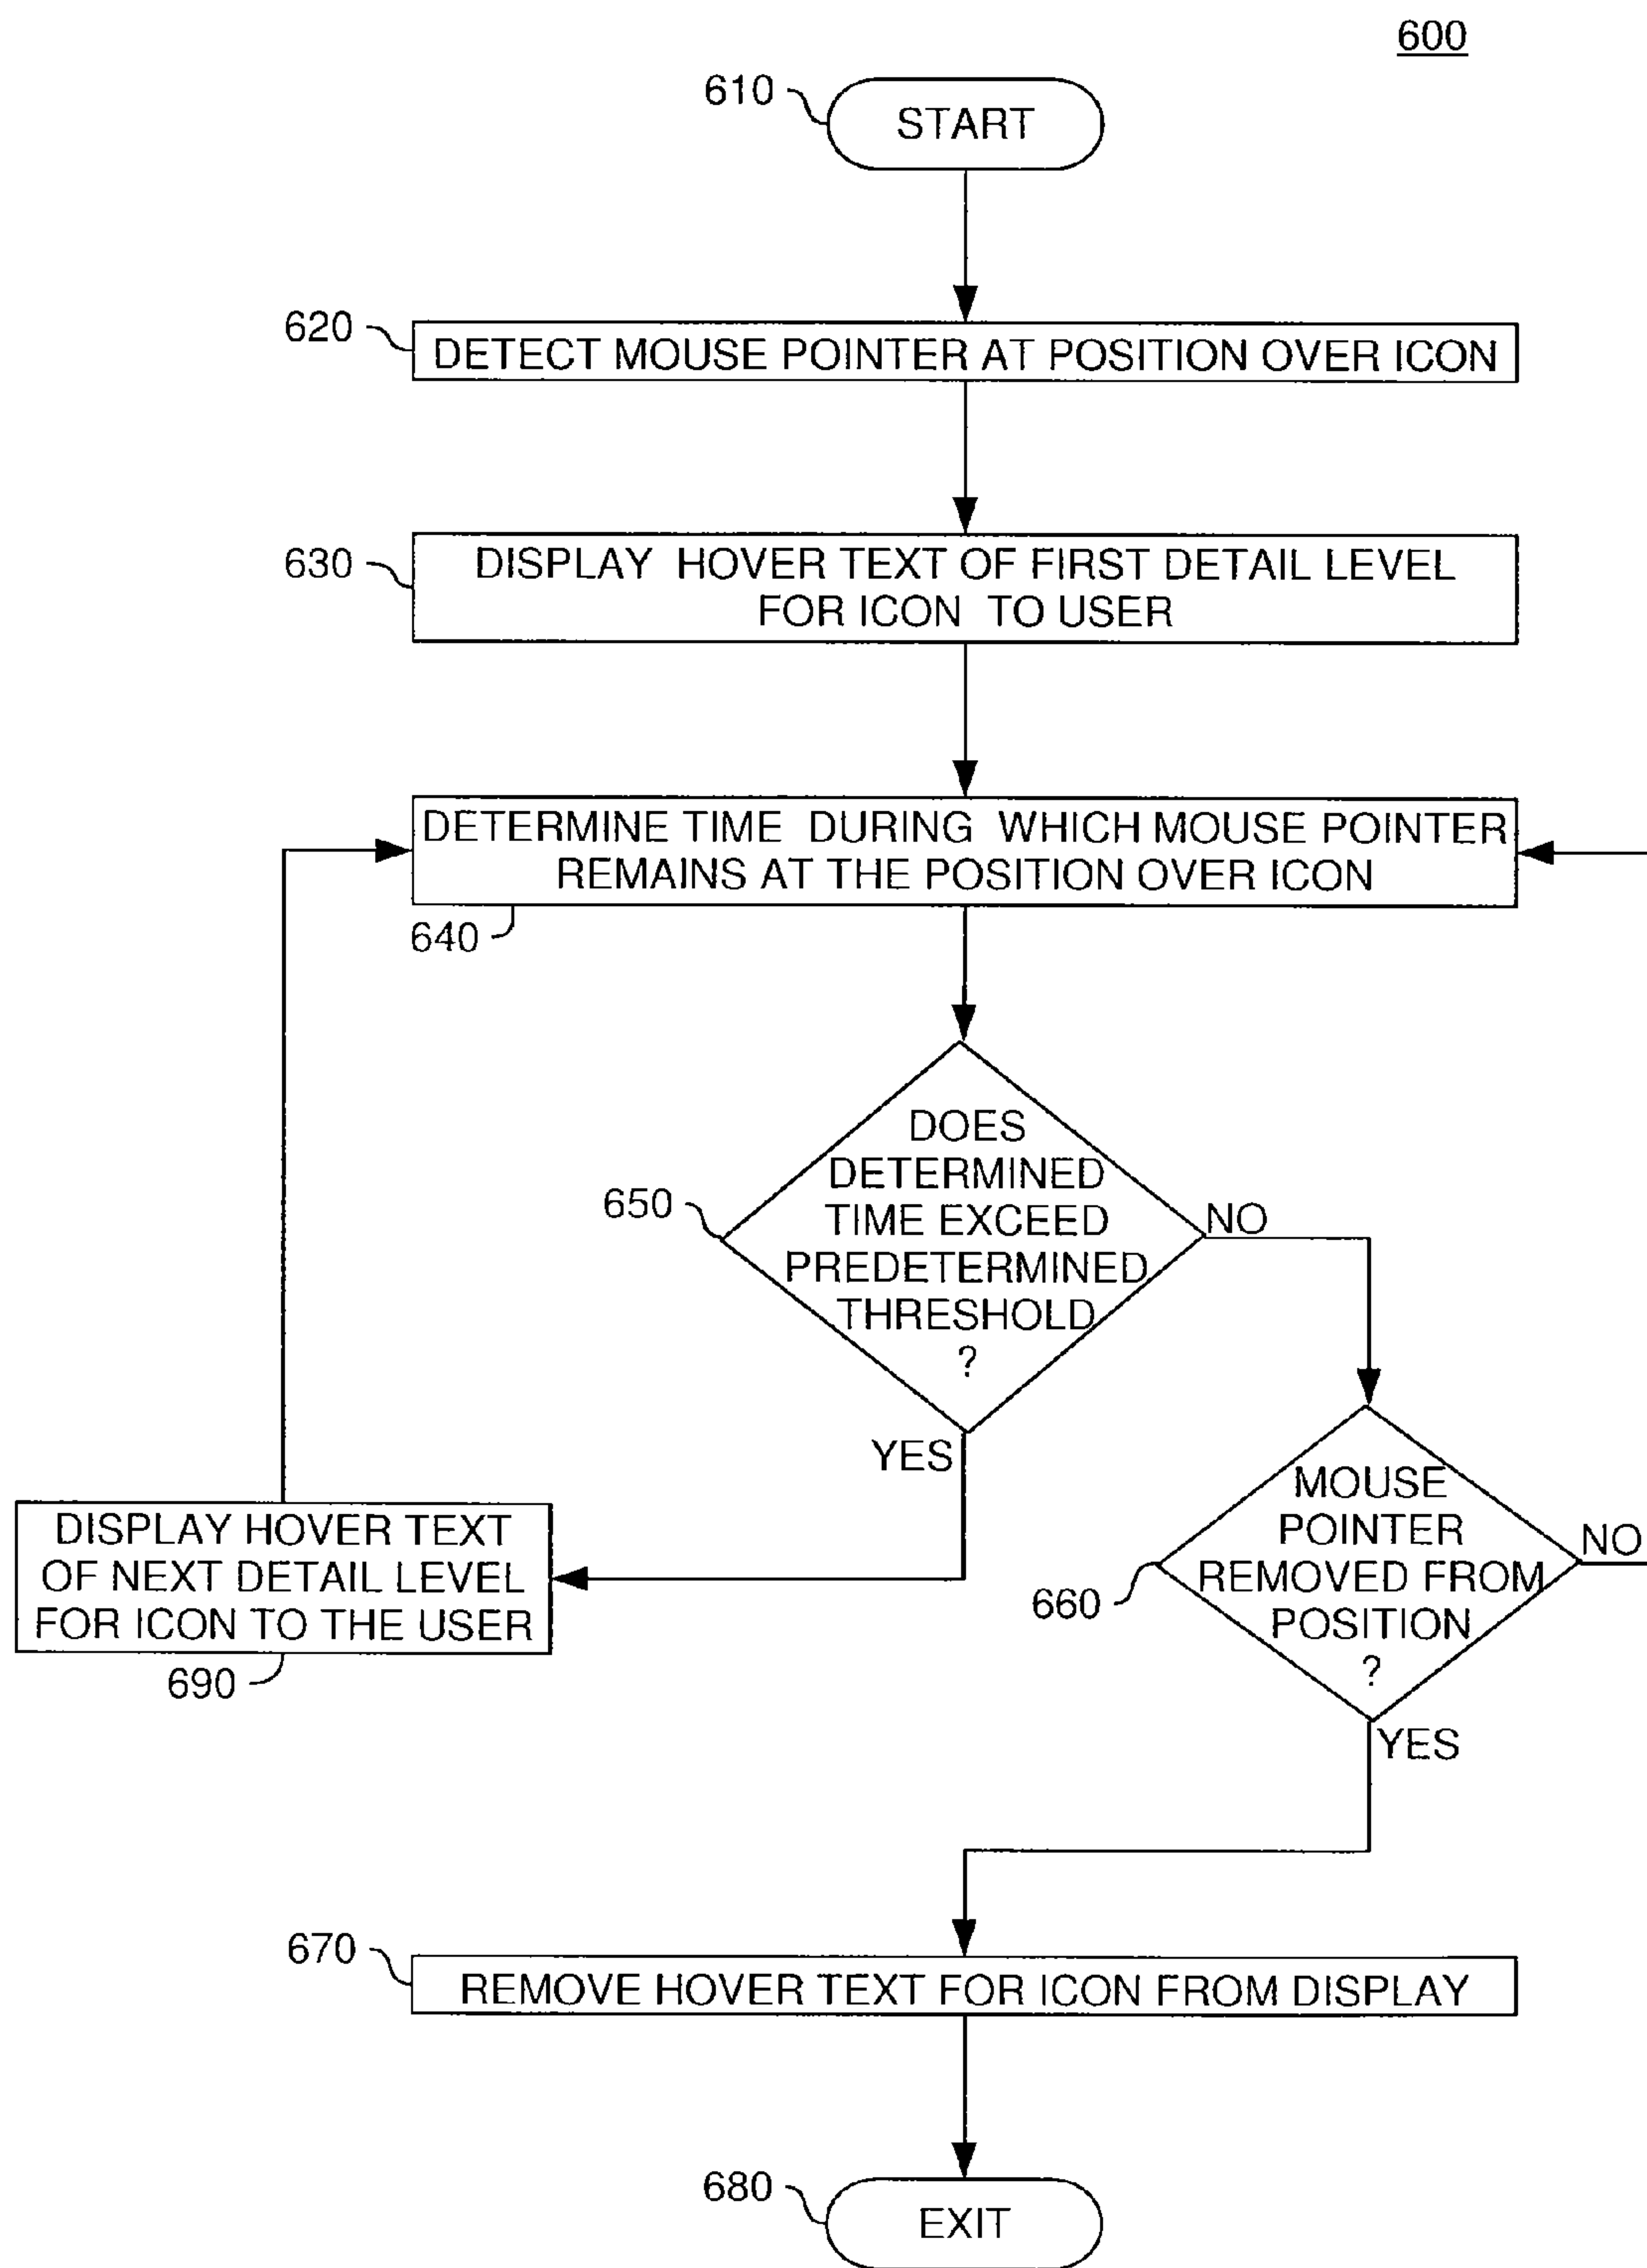 600
610
START
620
DETECT MOUSE POINTER AT POSITION OVER ICON
630
DISPLAY HOVER TEXT OF FIRST DETAIL LEVEL
FOR ICON TO USER
DETERMINE TIME DURING WHICH MOUSE POINTER
REMAINS AT THE POSITION OVER ICON
640
DOES
DETERMINED
TIME EXCEED
PREDETERMINED
THRESHOLD
?
650
NO
YES
MOUSE
POINTER
REMOVED FROM
POSITION
?
660
NO
YES
DISPLAY HOVER TEXT
OF NEXT DETAIL LEVEL
FOR ICON TO THE USER
690
670
REMOVE HOVER TEXT FOR ICON FROM DISPLAY
680
EXIT